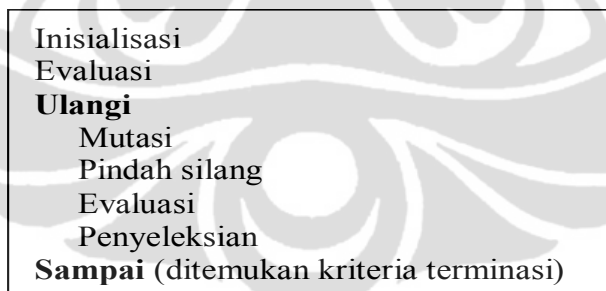 Inisialisasi
Evaluasi
Ulangi
Mutasi
Pindah silang
Evaluasi
Penyeleksian
Sampai (ditemukan kriteria terminasi)